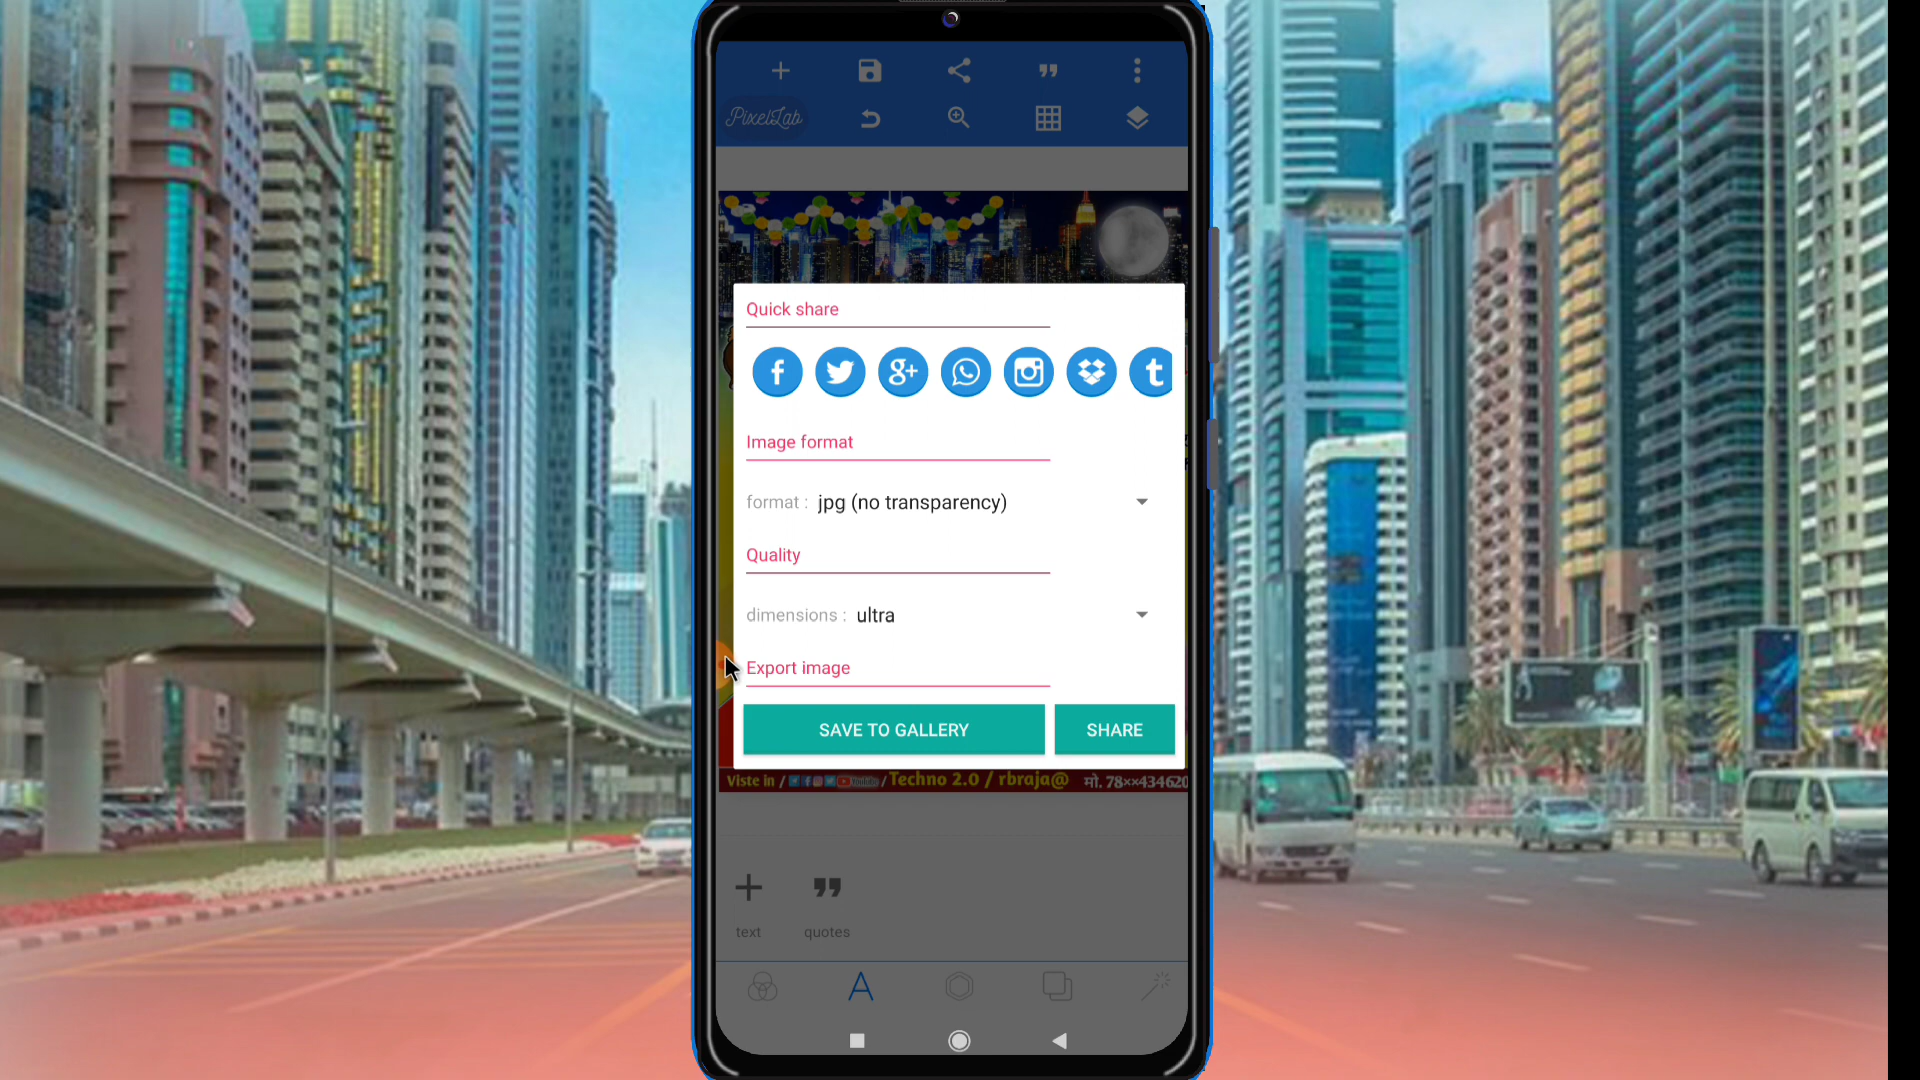 PixelLab
Quick share
Image format
format : jpg (no transparency)
Quality
dimensions : ultra
Export image
SAVE TO GALLERY SHARE
Viste in / / Techno 2.0 / rbraja@ मो. 78××434620
text quotes